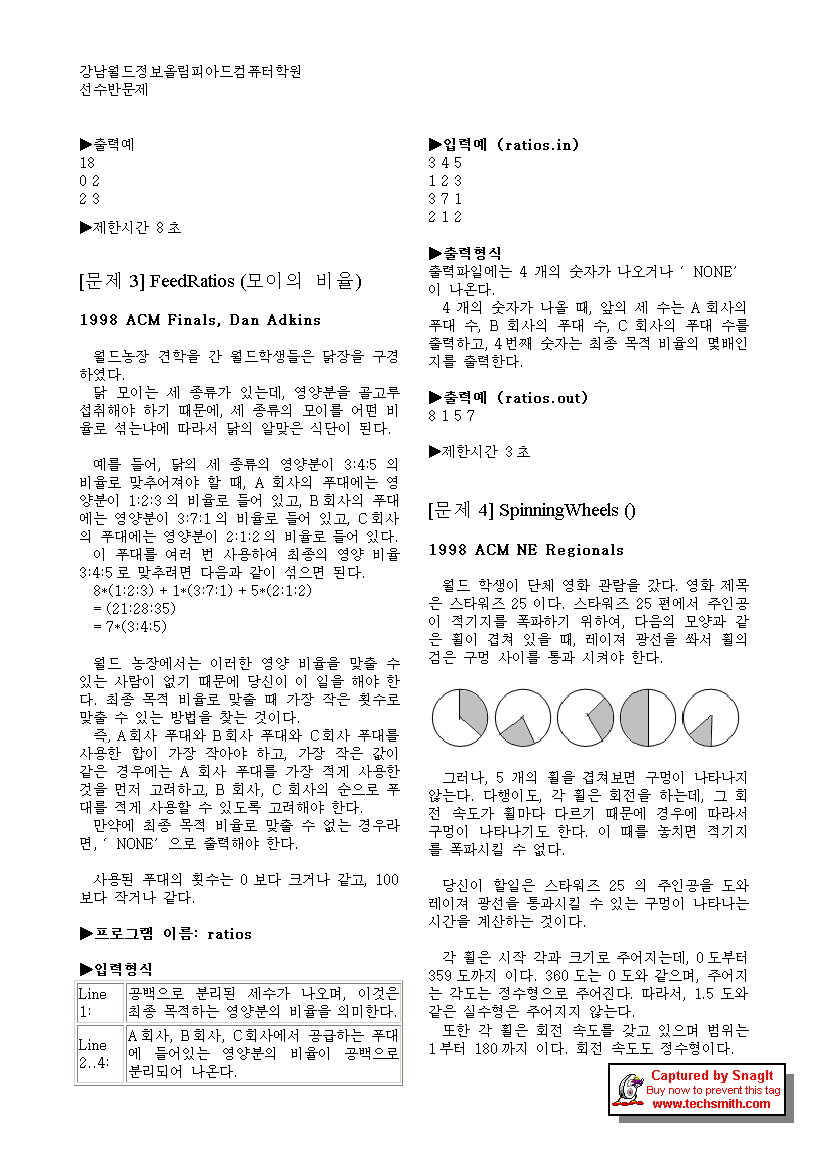 강남월드정보올림피아드컴퓨터학원
선수반문제
▶출력예
18
0 2
2 3
▶제한시간 8초
[문제 3] FeedRatios (모이의 비율)
1998 ACM Finals, Dan Adkins
월드농장 견학을 간 월드학생들은 닭장을 구경
하였다.
닭 모이는 세 종류가 있는데, 영양분을 골고루
섭취해야 하기 때문에, 세 종류의 모이를 어떤 비
율로 섞는냐에 따라서 닭의 알맞은 식단이 된다.
예를 들어, 닭의 세 종류의 영양분이 3:4:5 의
비율로 맞추어져야 할 때, A 회사의 푸대에는 영
양분이 1:2:3 의 비율로 들어 있고, B 회사의 푸대
에는 영양분이 3:7:1 의 비율로 들어 있고, C 회사
의 푸대에는 영양분이 2:1:2 의 비율로 들어 있다.
이 푸대를 여러 번 사용하여 최종의 영양 비율
3:4:5 로 맞추려면 다음과 같이 섞으면 된다.
8*(1:2:3) + 1*(3:7:1) + 5*(2:1:2)
= (21:28:35)
= 7*(3:4:5)
월드 농장에서는 이러한 영양 비율을 맞출 수
있는 사람이 없기 때문에 당신이 이 일을 해야 한
다. 최종 목적 비율로 맞출 때 가장 작은 횟수로
맞출 수 있는 방법을 찾는 것이다.
즉, A 회사 푸대와 B 회사 푸대와 C 회사 푸대를
사용한 합이 가장 작아야 하고, 가장 작은 값이
같은 경우에는 A 회사 푸대를 가장 적게 사용한
것을 먼저 고려하고, B 회사, C 회사의 순으로 푸
대를 적게 사용할 수 있도록 고려해야 한다.
만약에 최종 목적 비율로 맞출 수 없는 경우라
면, ‘ NONE’ 으로 출력해야 한다.
사용된 푸대의 횟수는 0 보다 크거나 같고, 100
보다 작거나 같다.
▶프로그램 이름: ratios
▶입력형식
Line 1: 공백으로 분리된 세수가 나오며, 이것은
최종 목적하는 영양분의 비율을 의미한다.
Line 2..4: A 회사, B 회사, C 회사에서 공급하는 푸대
에 들어있는 영양분의 비율이 공백으로
분리되어 나온다.
▶입력예 (ratios.in)
3 4 5
1 2 3
3 7 1
2 1 2
▶출력형식
출력파일에는 4 개의 숫자가 나오거나 ‘ NONE’
이 나온다.
4 개의 숫자가 나올 때, 앞의 세 수는 A 회사의
푸대 수, B 회사의 푸대 수, C 회사의 푸대 수를
출력하고, 4 번째 숫자는 최종 목적 비율의 몇배인
지를 출력한다.
▶출력예 (ratios.out)
8 1 5 7
▶제한시간 3초
[문제 4] SpinningWheels ()
1998 ACM NE Regionals
월드 학생이 단체 영화 관람을 갔다. 영화 제목
은 스타워즈 25 이다. 스타워즈 25 편에서 주인공
이 적기지를 폭파하기 위하여, 다음의 모양과 같
은 휠이 겹쳐 있을 때, 레이져 광선을 쏴서 휠의
검은 구멍 사이를 통과 시켜야 한다.
그러나, 5 개의 휠을 겹쳐보면 구멍이 나타나지
않는다. 다행이도, 각 휠은 회전을 하는데, 그 회
전 속도가 휠마다 다르기 때문에 경우에 따라서
구멍이 나타나기도 한다. 이 때를 놓치면 적기지
를 폭파시킬 수 없다.
당신이 할일은 스타워즈 25 의 주인공을 도와
레이져 광선을 통과시킬 수 있는 구멍이 나타나는
시간을 계산하는 것이다.
각 휠은 시작 각과 크기로 주어지는데, 0 도부터
359 도까지 이다. 360 도는 0 도와 같으며, 주어지
는 각도는 정수형으로 주어진다. 따라서, 1.5 도와
같은 실수형은 주어지지 않는다.
또한 각 휠은 회전 속도를 갖고 있으며 범위는
1 부터 180 까지 이다. 회전 속도도 정수형이다.
Captured by SnagIt
Buy now to prevent this tag
www.techsmith.com